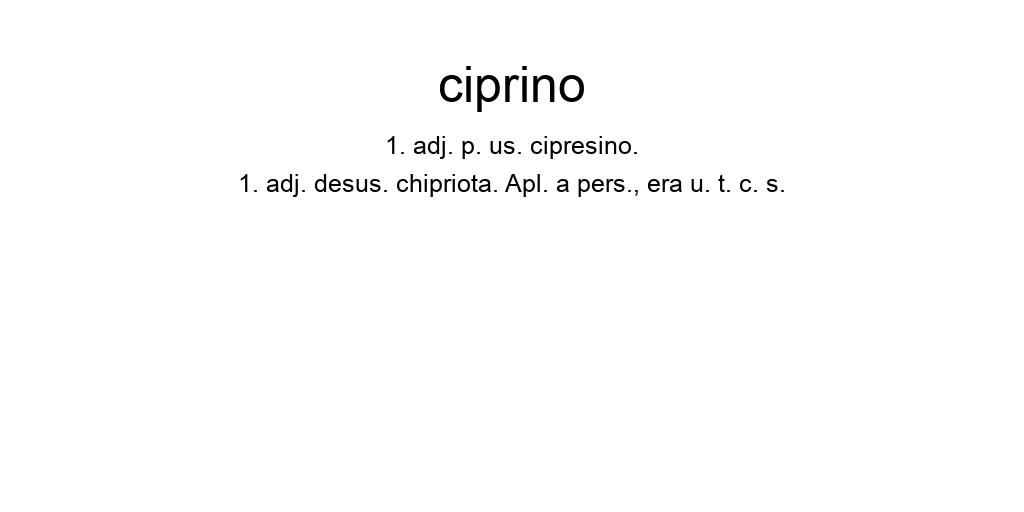 ciprino
1. adj. p. us. cipresino.
1. adj. desus. chipriota. Apl. a pers., era u. t. c. s.